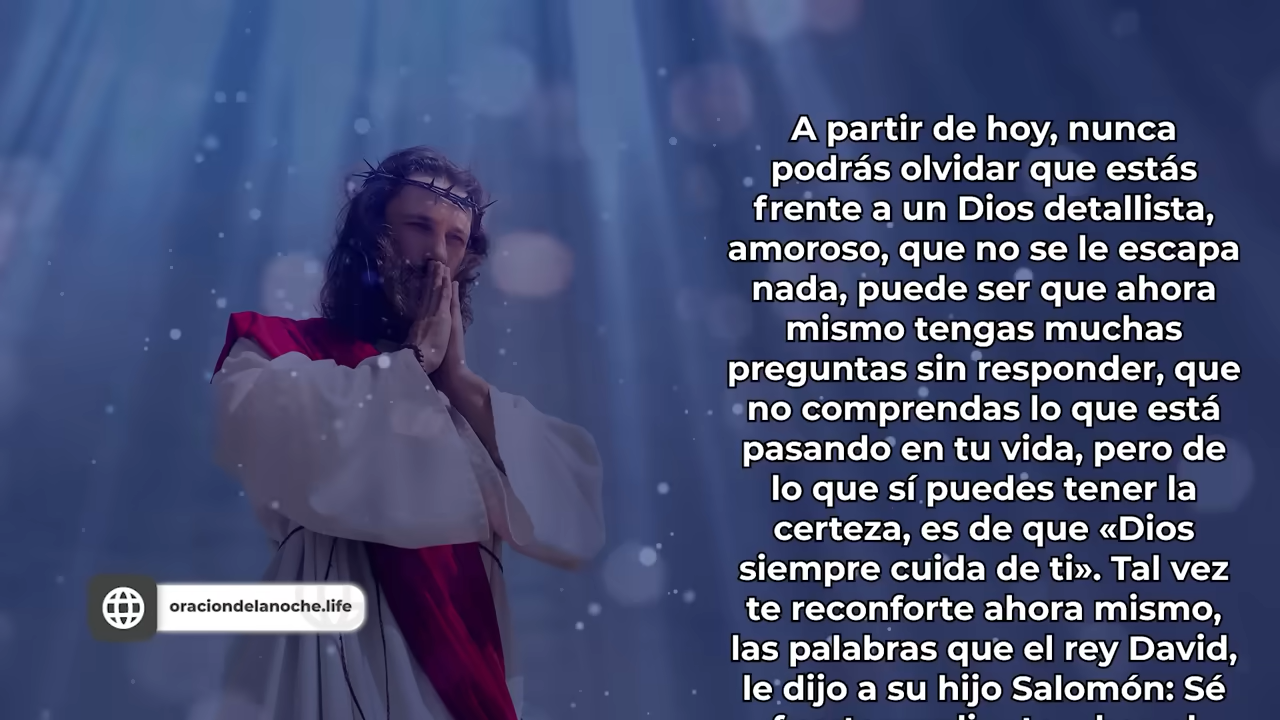 A partir de hoy, nunca
podrás olvidar que estás
frente a un Dios detallista,
amoroso, que no se le escapa
nada, puede ser que ahora
mismo tengas muchas
preguntas sin responder, que
no comprendas lo que está
pasando en tu vida, pero de
lo que sí puedes tener la
certeza, es de que «Dios
siempre cuida de ti». Tal vez
te reconforte ahora mismo,
las palabras que el rey David,
le dijo a su hijo Salomón: Sé
oraciondelanoche.life